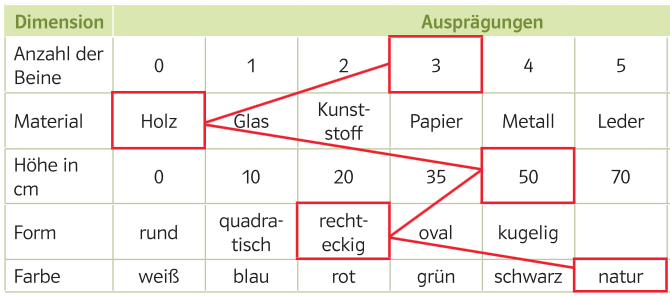 Dimension Ausprägungen
Anzahl der
Beine 0 1 2 3 4 5
Material Holz Glas Kunst-
stoff Papier Metall Leder
Höhe in
cm 0 10 20 35 50 70
Form rund quadra-
tisch recht-
eckig oval kugelig
Farbe weiß blau rot grün schwarz natur